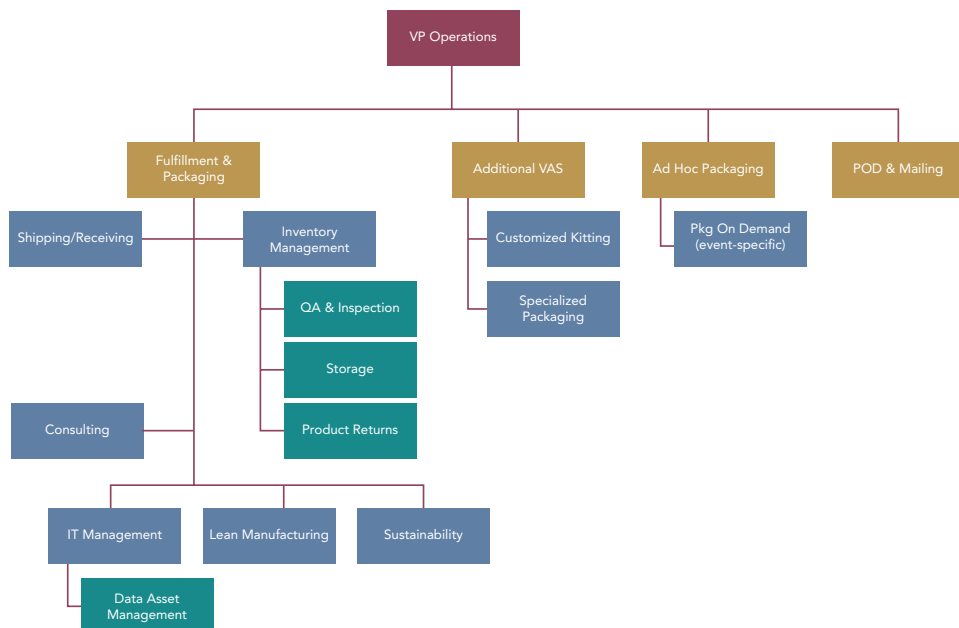 VP Operations
Fulfillment &
Packaging
Additional VAS
Ad Hoc Packaging
POD & Mailing
Shipping/Receiving
Inventory
Management
Customized Kitting
Pkg On Demand
(event-specific)
QA & Inspection
Specialized
Packaging
Storage
Consulting
Product Returns
IT Management
Lean Manufacturing
Sustainability
Data Asset
Management